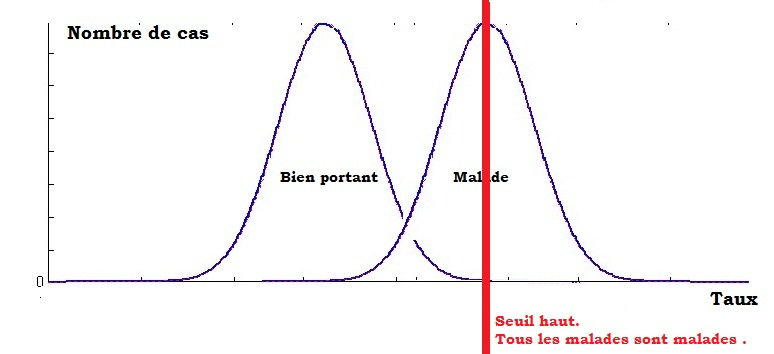 Nombre de cas
Bien portant
Malade
0
Taux
Seuil haut.
Tous les malades sont malades .